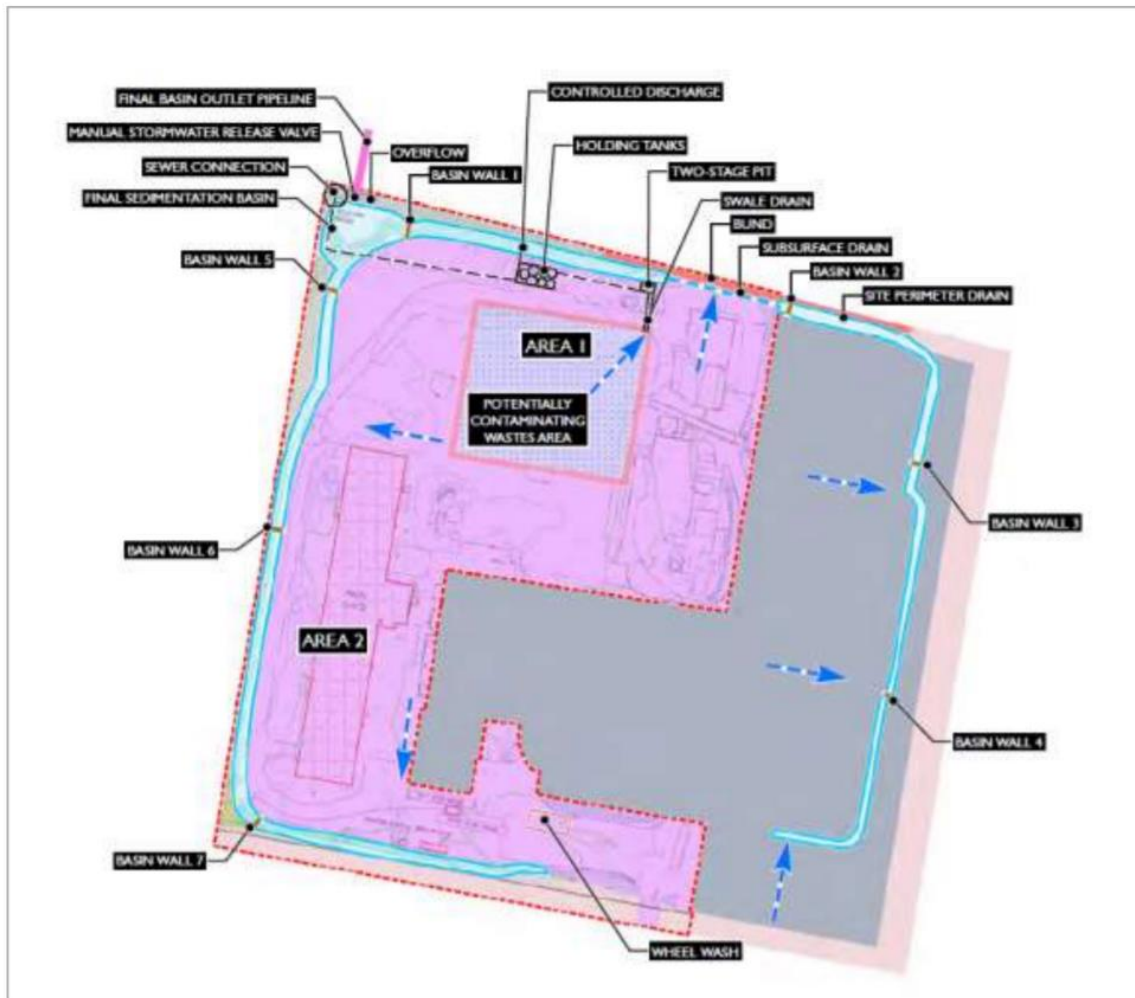 FINAL BASIN OUTLET PIPELINE
CONTROLLED DISCHARGE
MANUAL STORMWATER RELEASE VALVE
HOLDING TANKS
OVERFLOW
SEWER CONNECTION
BASIN WALL 1
TWO-STAGE PIT
FINAL SEDIMENTATION BASIN
SWALE DRAIN
BUND
SUBSURFACE DRAIN
BASIN WALL 5
BASIN WALL 2
SITE PERIMETER DRAIN
AREA 1
POTENTIALLY
CONTAMINATING
WASTES AREA
BASIN WALL 3
BASIN WALL 6
AREA 2
BASIN WALL 4
BASIN WALL 7
WHEEL WASH